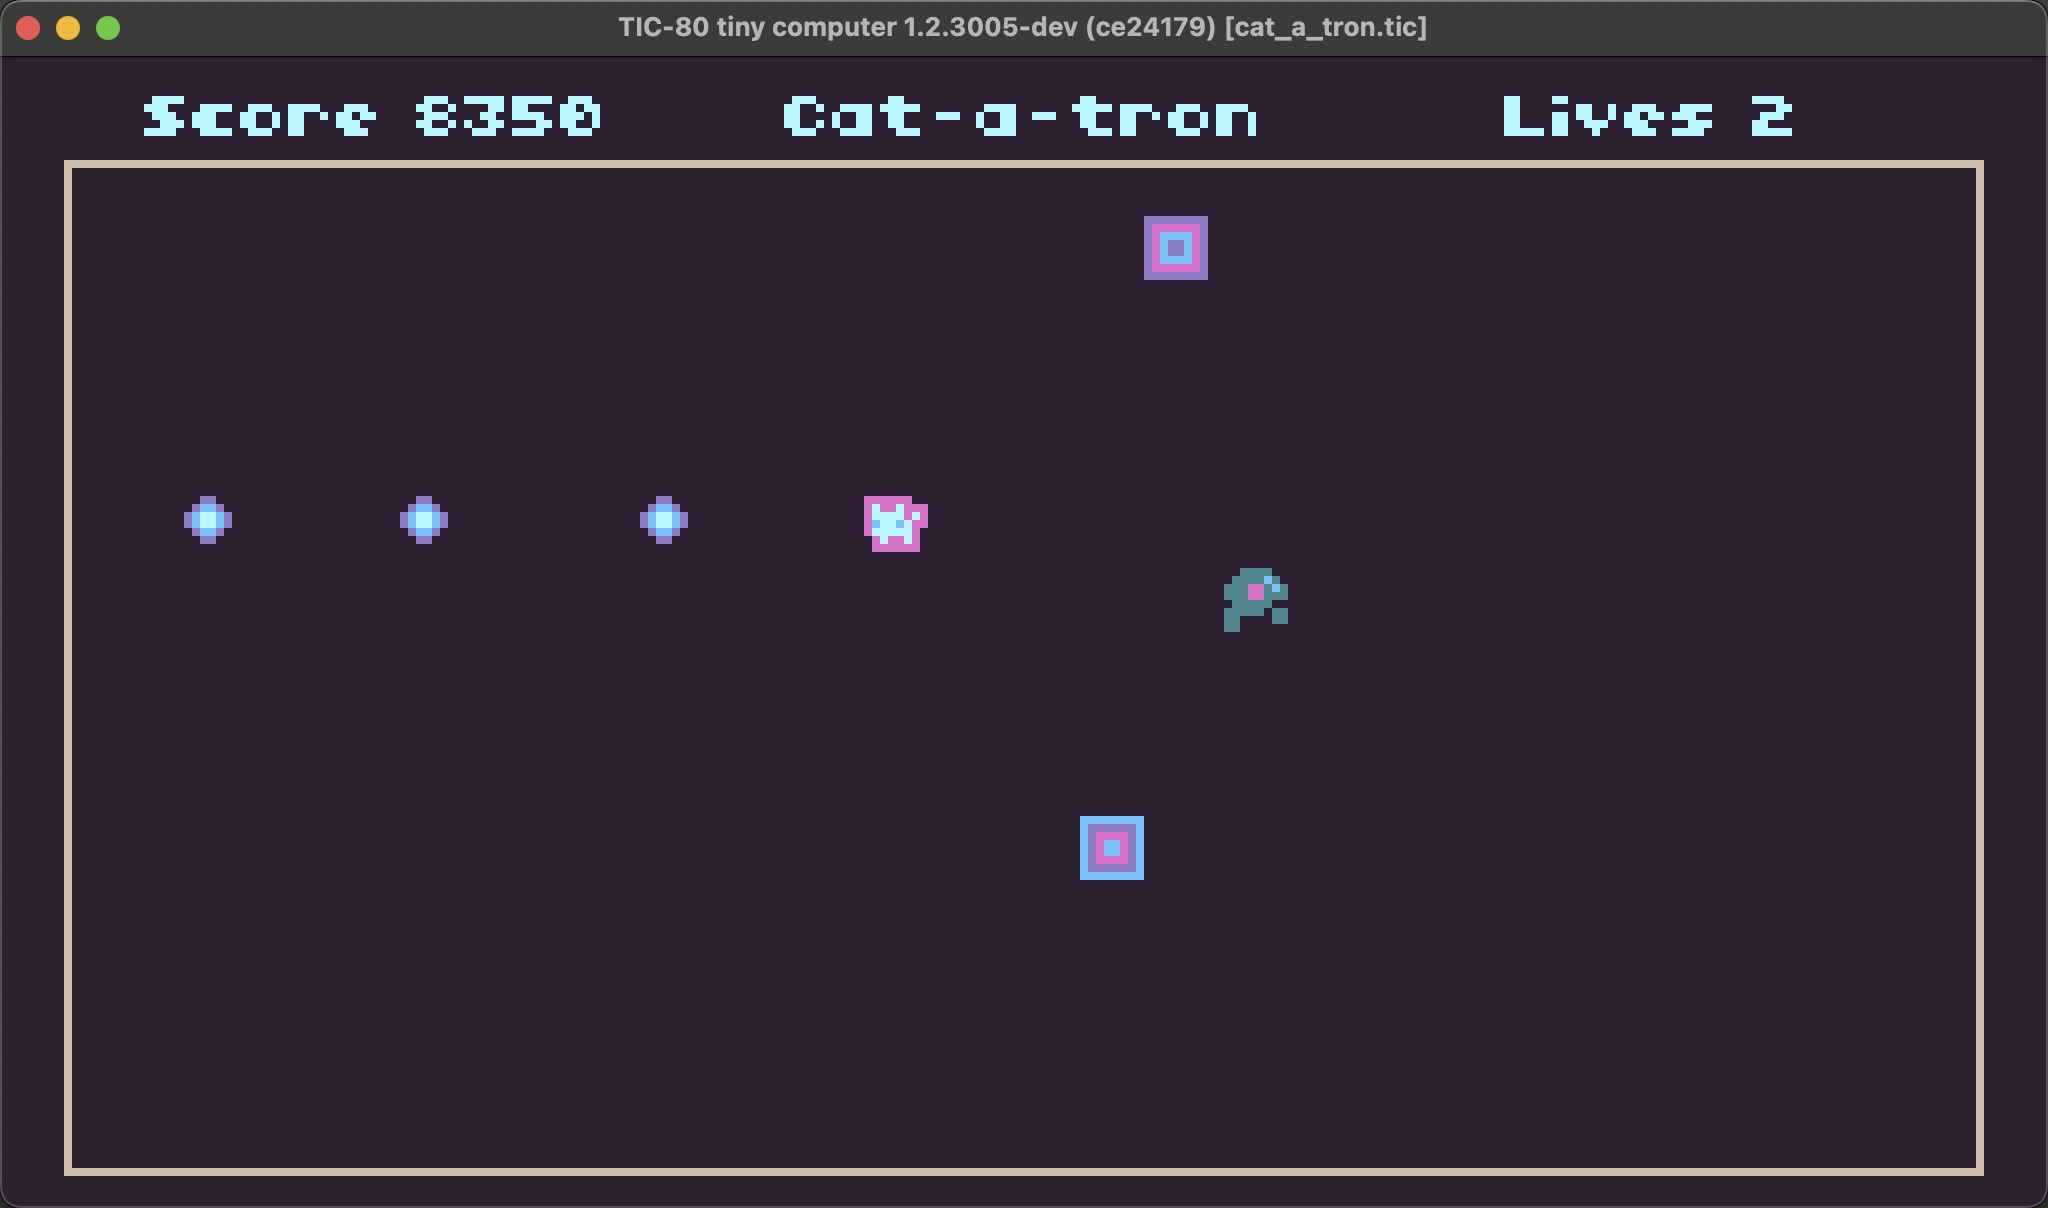 TIC-80 tiny computer 1.2.3005-dev (ce24179) [cat_a_tron.tic]
Score 8350 Cat-a-tron Lives 2